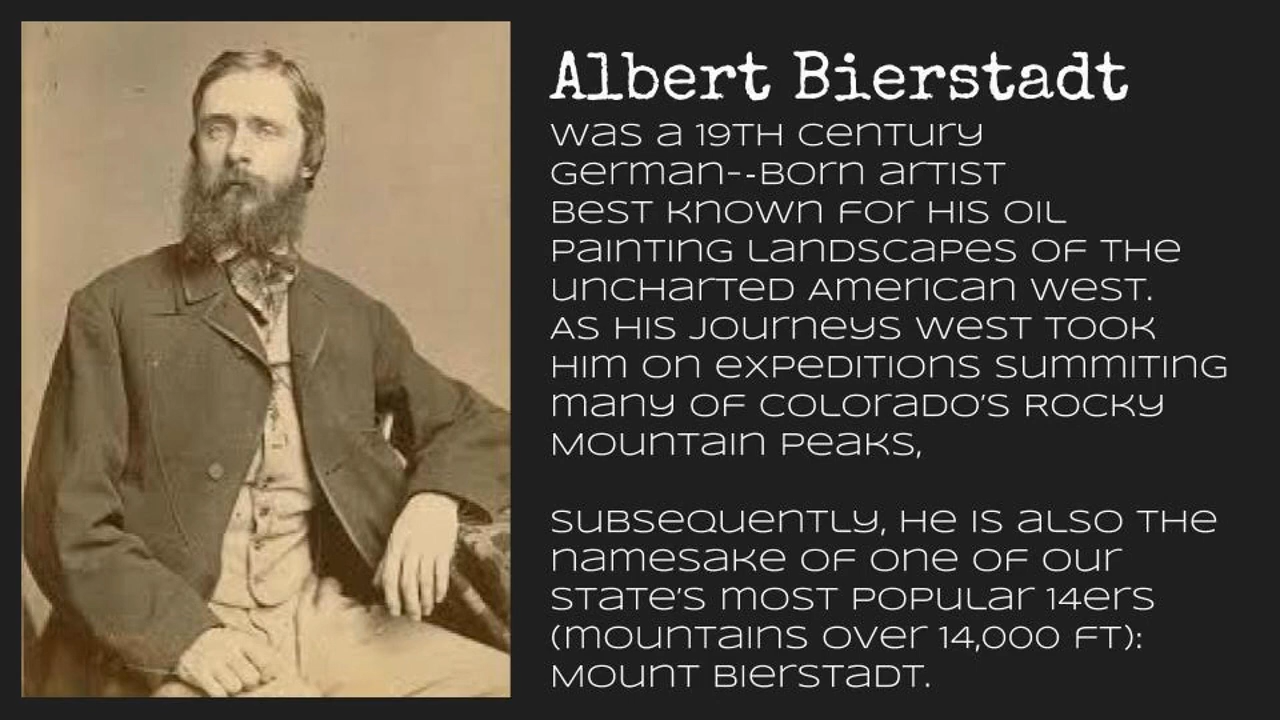 Albert Bierstadt
was a 19th century
German--born artist
best known for his oil
painting landscapes of the
uncharted American West.
As his journeys west took
him on expeditions summiting
many of Colorado's Rocky
Mountain peaks,
Subsequently, he is also the
namesake of one of our
state's most popular 14ers
(mountains over 14,000 ft):
Mount Bierstadt.